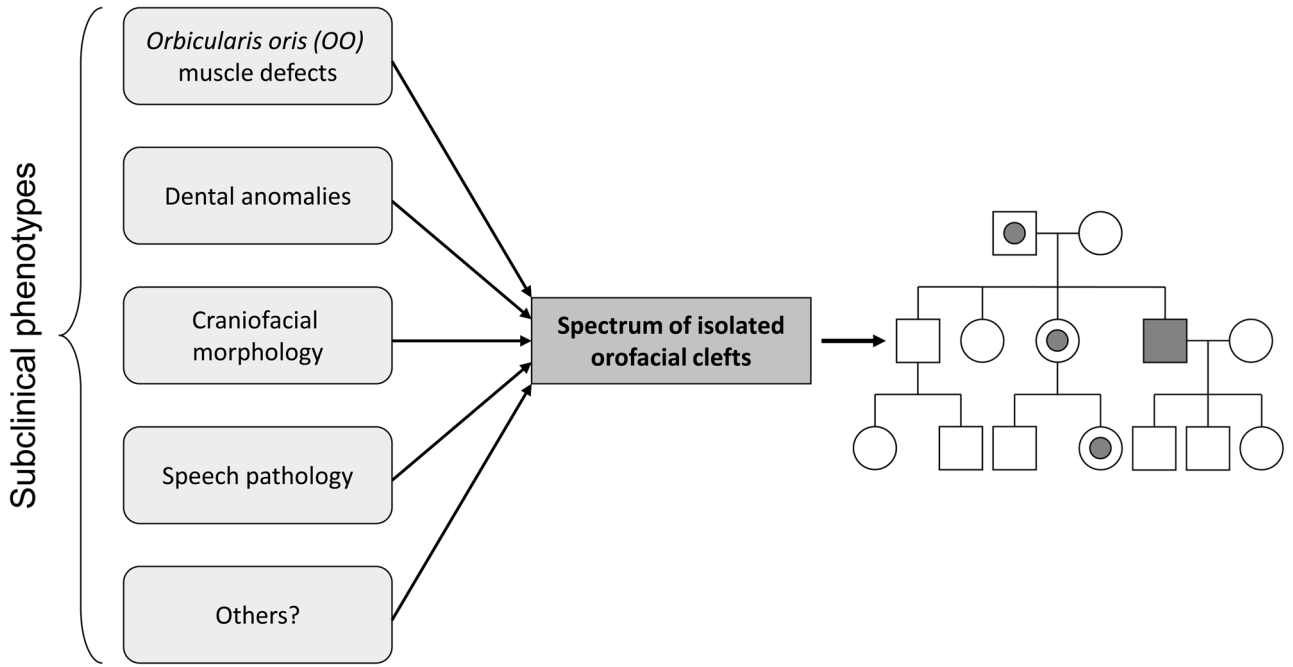 Subclinical phenotypes
Orbicularis oris (OO)
muscle defects
Dental anomalies
Craniofacial
morphology
Speech pathology
Others?
Spectrum of isolated
orofacial clefts